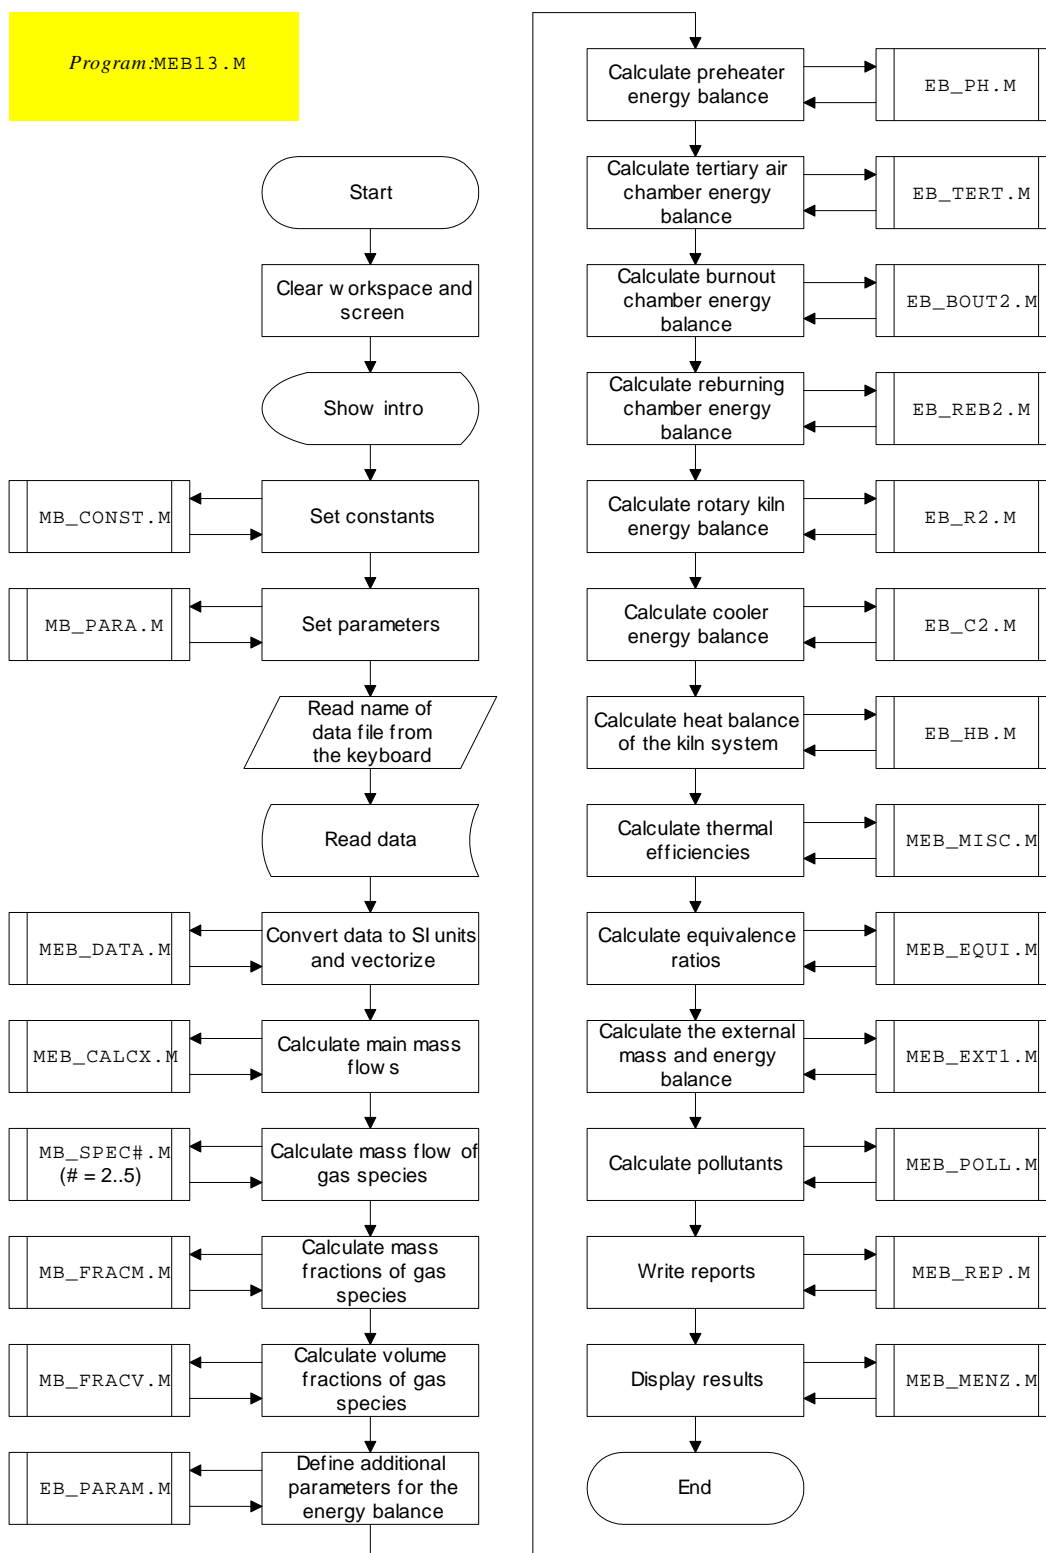 Program:MEB13.M
Start
Clear workspace and
screen
Show intro
MB_CONST.M
Set constants
MB_PARA.M
Set parameters
Read name of
data file from
the keyboard
Read data
MEB_DATA.M
Convert data to SI units
and vectorize
MEB_CALCX.M
Calculate main mass
flows
MB_SPEC#.M
(# = 2..5)
Calculate mass flow of
gas species
MB_FRACM.M
Calculate mass
fractions of gas
species
MB_FRACV.M
Calculate volume
fractions of gas
species
EB_PARAM.M
Define additional
parameters for the
energy balance
Calculate preheater
energy balance
EB_PH.M
Calculate tertiary air
chamber energy
balance
EB_TERT.M
Calculate burnout
chamber energy
balance
EB_BOUT2.M
Calculate reburning
chamber energy
balance
EB_REB2.M
Calculate rotary kiln
energy balance
EB_R2.M
Calculate cooler
energy balance
EB_C2.M
Calculate heat balance
of the kiln system
EB_HB.M
Calculate thermal
efficiencies
MEB_MISC.M
Calculate equivalence
ratios
MEB_EQUI.M
Calculate the external
mass and energy
balance
MEB_EXT1.M
Calculate pollutants
MEB_POLL.M
Write reports
MEB_REP.M
Display results
MEB_MENZ.M
End